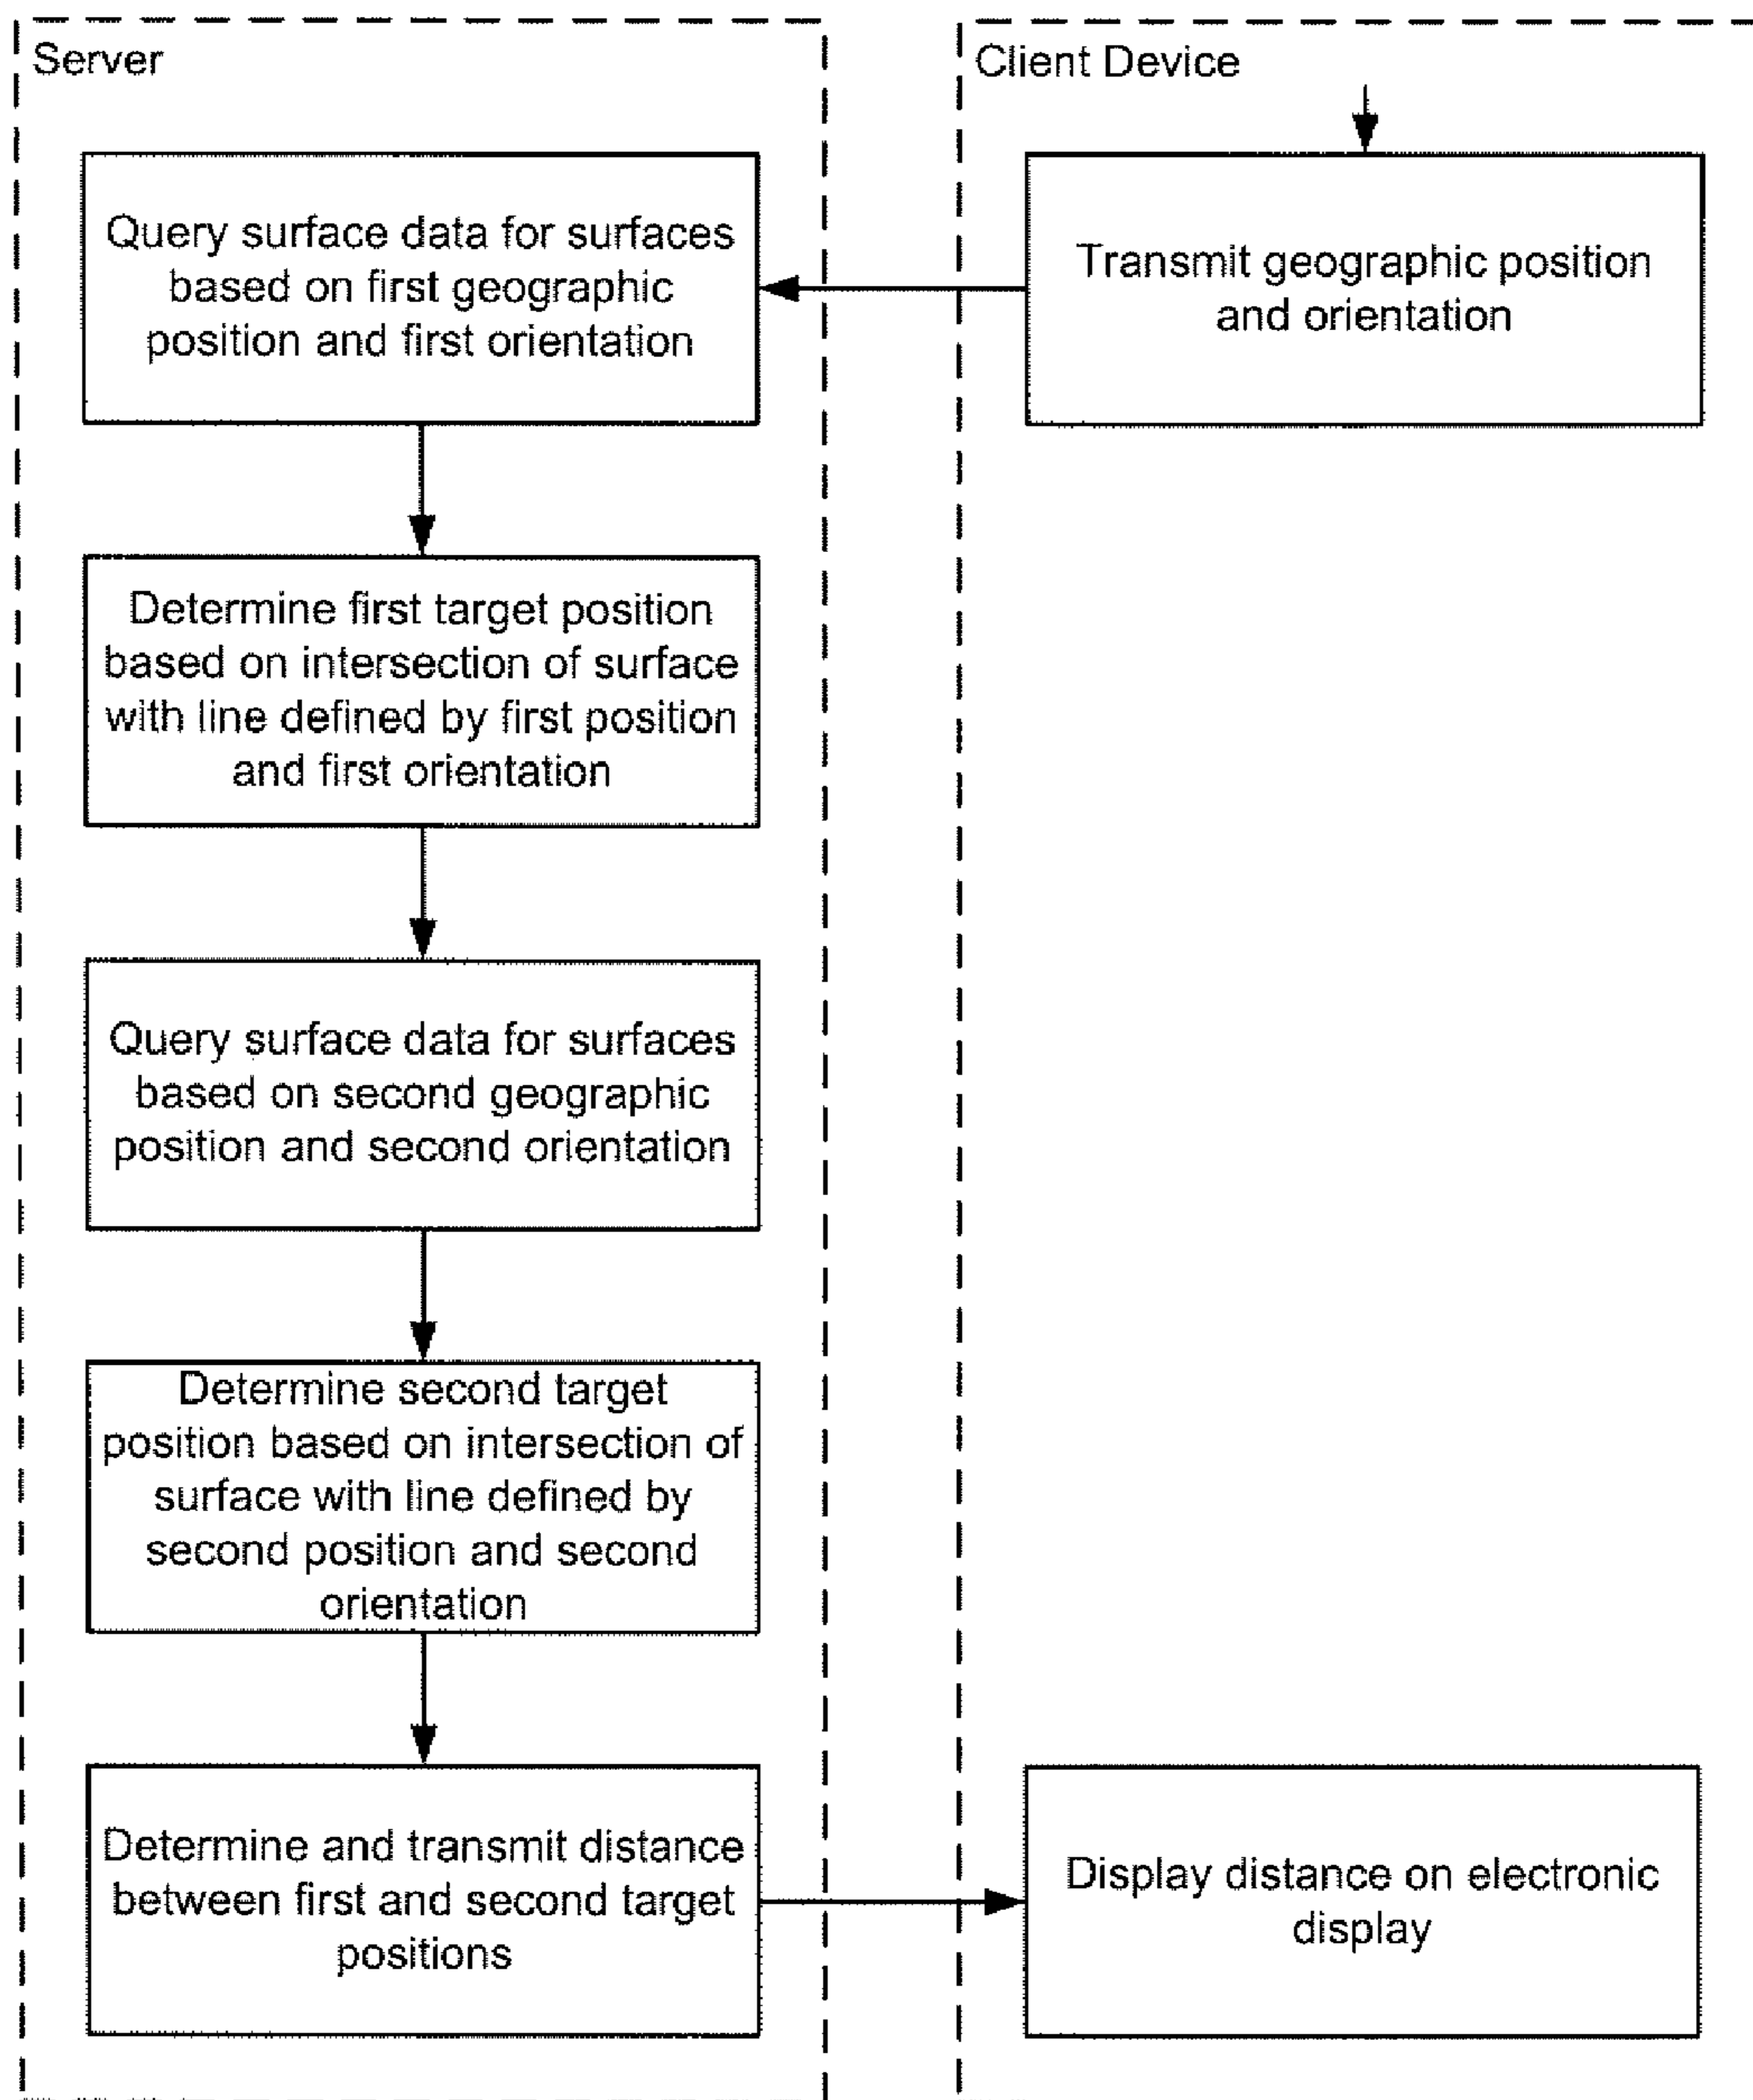 Server
Client Device
Query surface data for surfaces
based on first geographic
position and first orientation
Transmit geographic position
and orientation
Determine first target position
based on intersection of surface
with line defined by first position
and first orientation
Query surface data for surfaces
based on second geographic
position and second orientation
Determine second target
position based on intersection of
surface with line defined by
second position and second
orientation
Determine and transmit distance
between first and second target
positions
Display distance on electronic
display